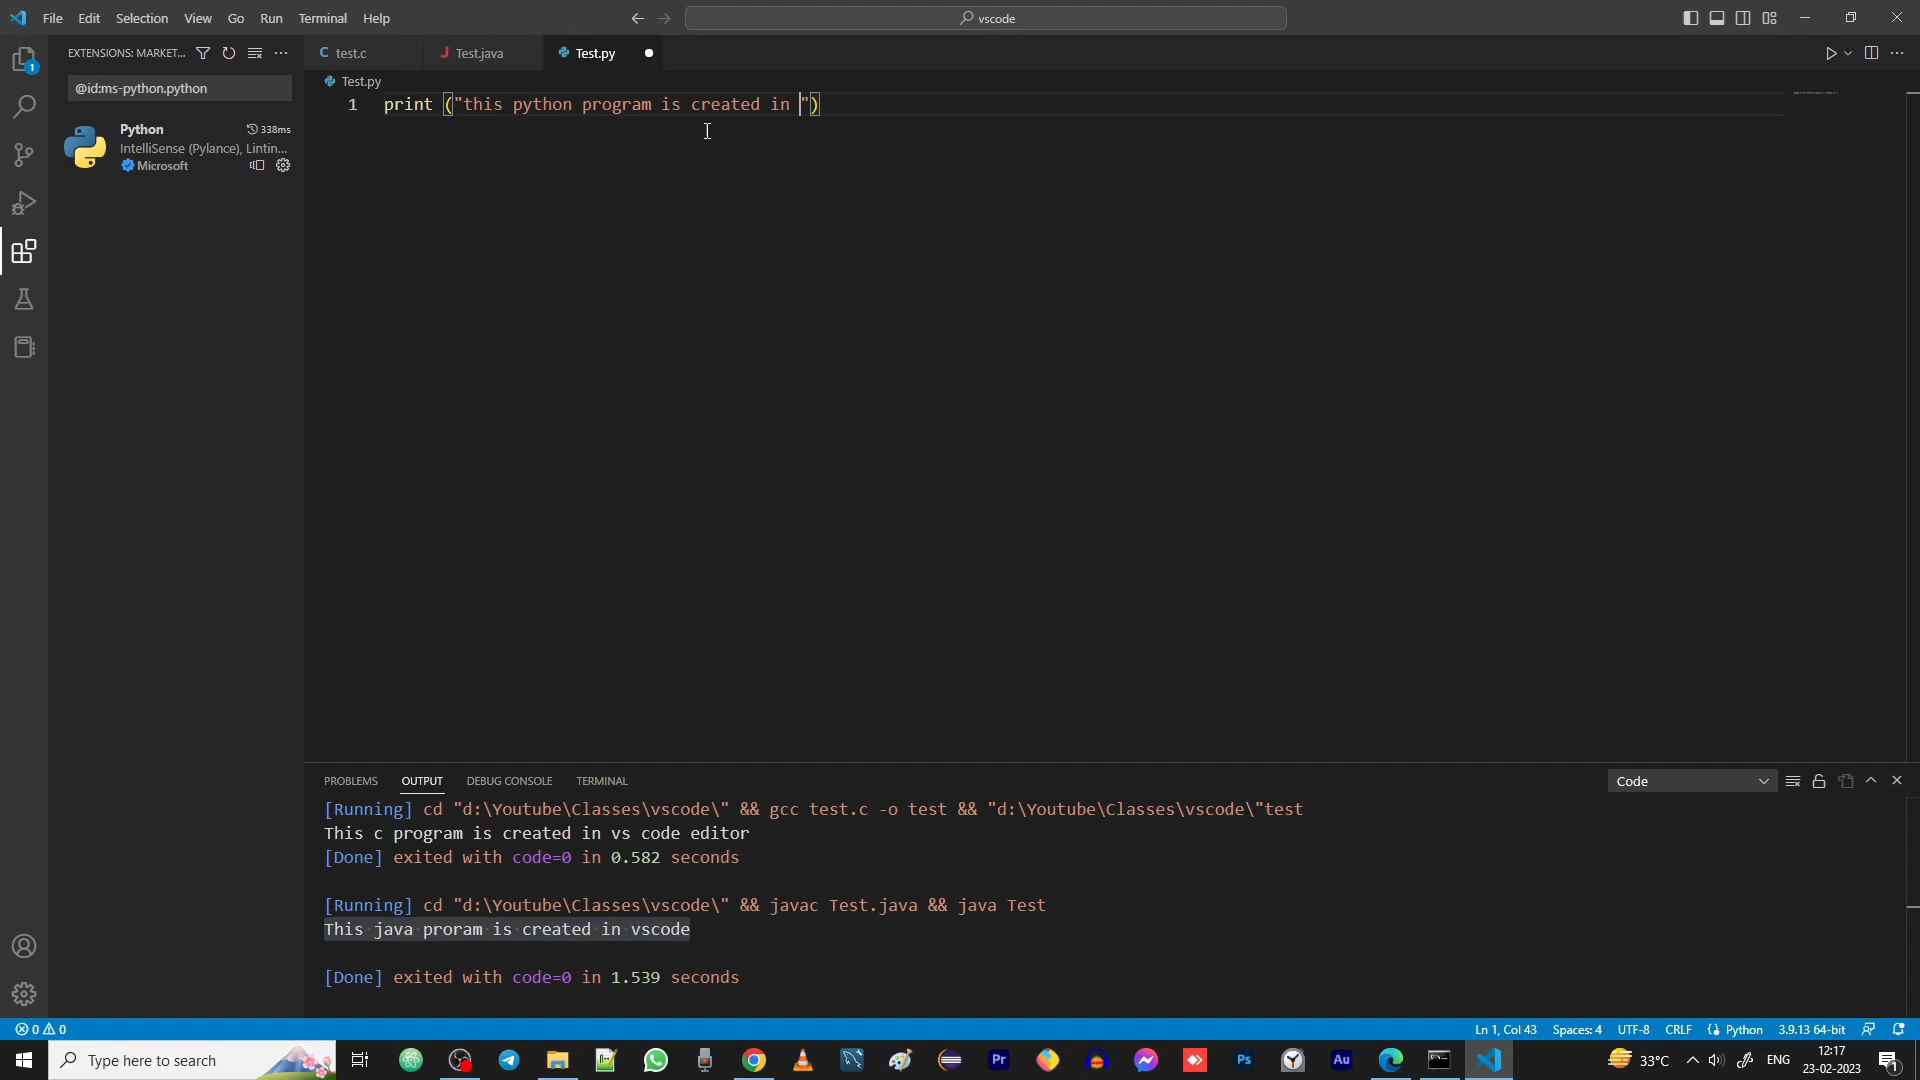 File Edit Selection View Go Run Terminal Help
vscode
EXTENSIONS: MARKET...
@id:ms-python.python
Python 338ms
IntelliSense (Pylance), Lintin...
Microsoft
1
C test.c
J Test.java
Test.py
Test.py
1 print ("this python program is created in ")
PROBLEMS OUTPUT DEBUG CONSOLE TERMINAL
Code
[Running] cd "d:\Youtube\Classes\vscode\" && gcc test.c -o test && "d:\Youtube\Classes\vscode\"test
This c program is created in vs code editor
[Done] exited with code=0 in 0.582 seconds
[Running] cd "d:\Youtube\Classes\vscode\" && javac Test.java && java Test
This java proram is created in vscode
[Done] exited with code=0 in 1.539 seconds
0 0
Ln 1, Col 43 Spaces: 4 UTF-8 CRLF Python 3.9.13 64-bit
Type here to search
Pr
Ps
Au
33°C
ENG
12:17
23-02-2023
1